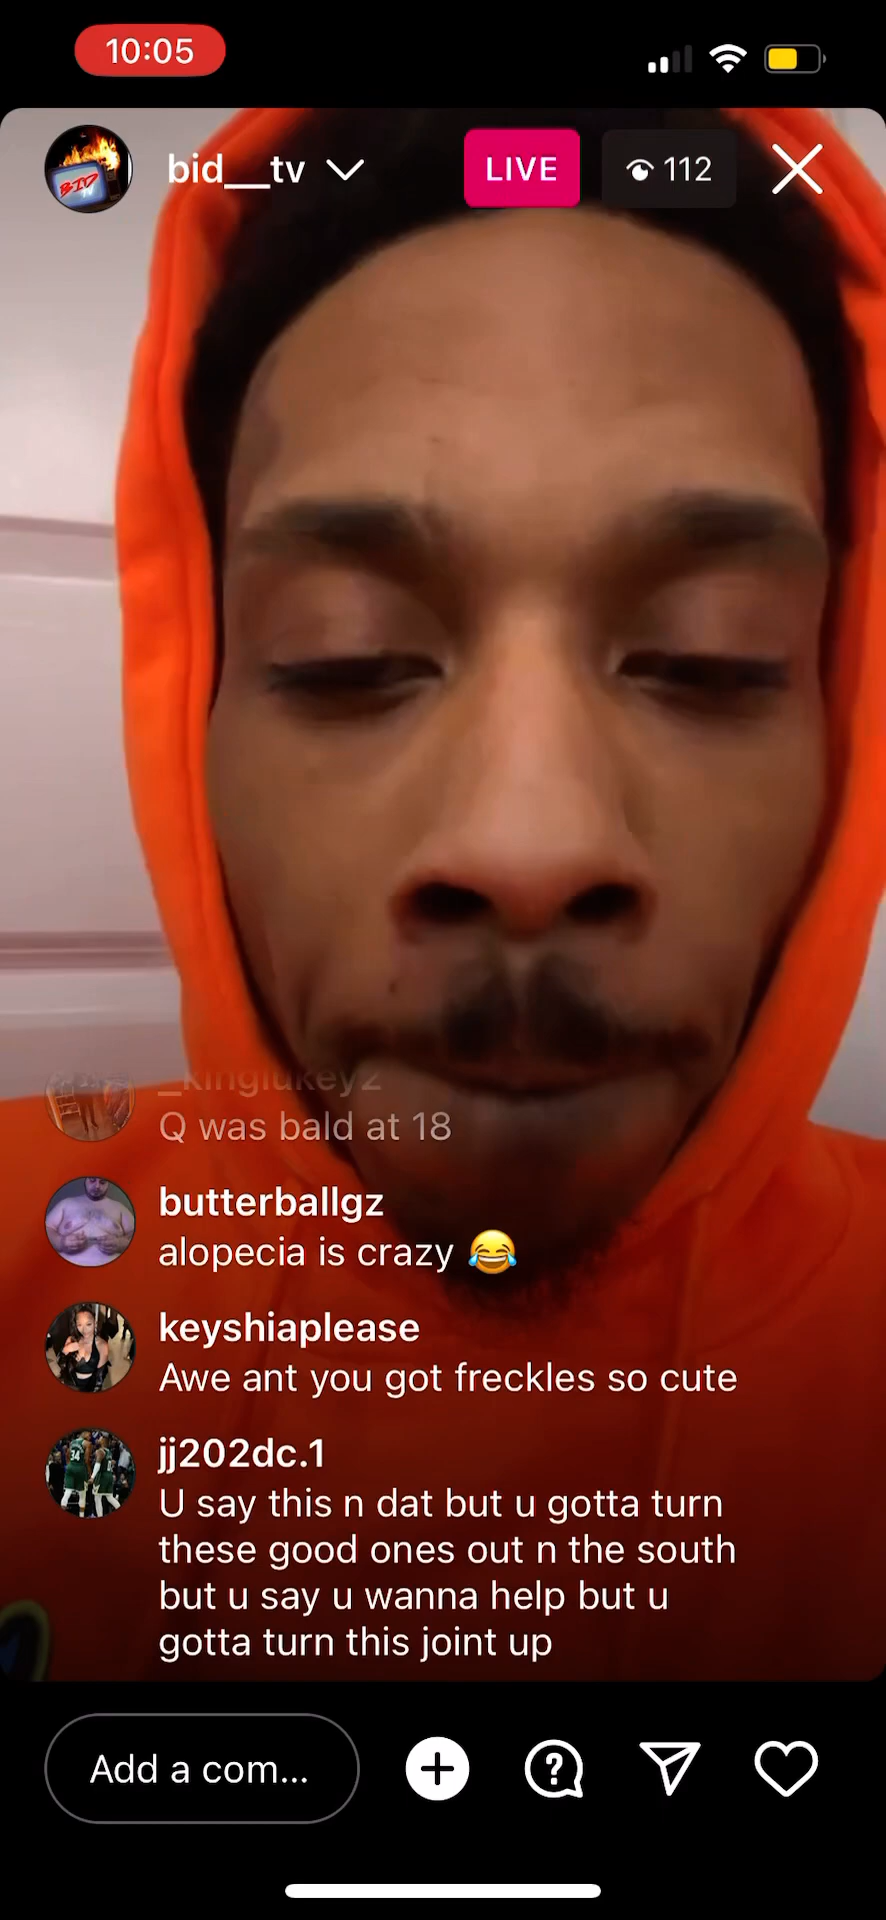 10:05
bid__tv
LIVE
112
BID
_kinglukeyz
Q was bald at 18
butterballgz
alopecia is crazy 😂
keyshiaplease
Awe ant you got freckles so cute
jj202dc.1
U say this n dat but u gotta turn
these good ones out n the south
but u say u wanna help but u
gotta turn this joint up
Add a com...